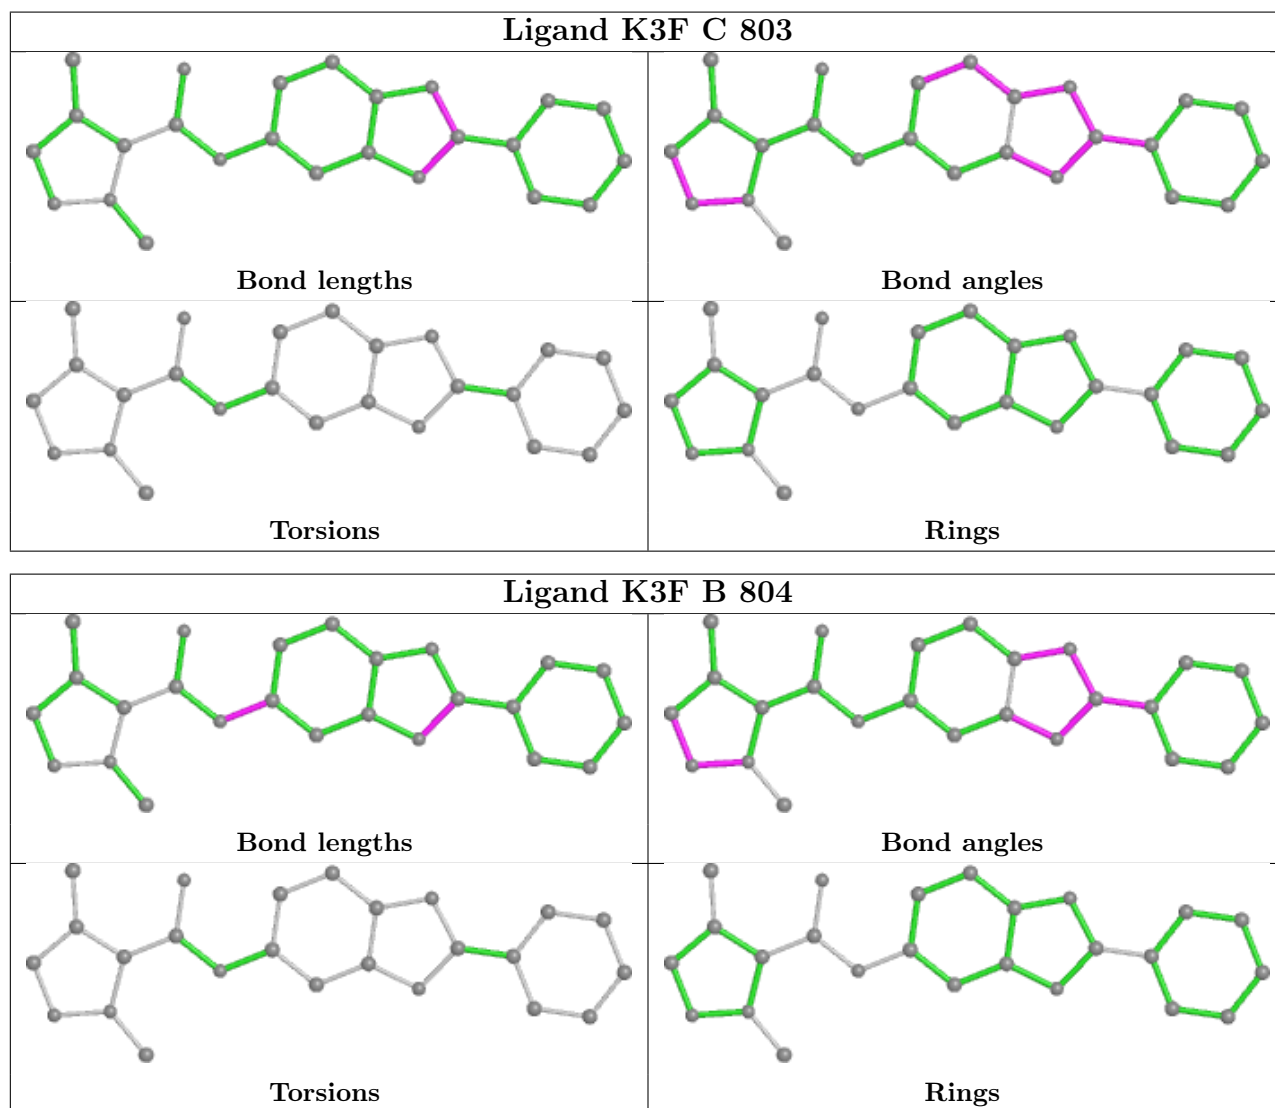 Ligand K3F C 803
Bond lengths
Bond angles
Torsions
Rings
Ligand K3F B 804
Bond lengths
Bond angles
Torsions
Rings